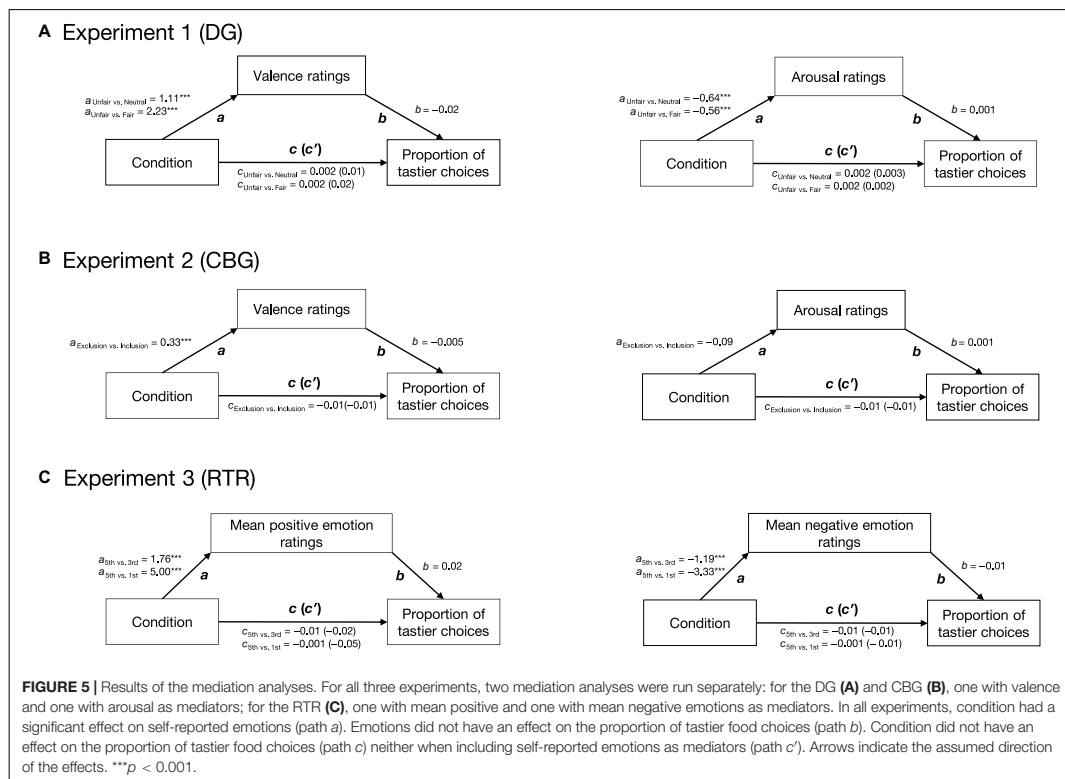 A Experiment 1 (DG)
Valence ratings
a Unfair vs. Neutral = 1.11***
a Unfair vs. Fair = 2.23***
a
b
b = −0.02
Condition
c (c′)
Proportion of
tastier choices
c Unfair vs. Neutral = 0.002 (0.01)
c Unfair vs. Fair = 0.002 (0.02)
Arousal ratings
a Unfair vs. Neutral = −0.64***
a Unfair vs. Fair = −0.56***
a
b
b = 0.001
Condition
c (c′)
Proportion of
tastier choices
c Unfair vs. Neutral = 0.002 (0.003)
c Unfair vs. Fair = 0.002 (0.002)
B Experiment 2 (CBG)
Valence ratings
a Exclusion vs. Inclusion = 0.33***
a
b
b = −0.005
Condition
c (c′)
Proportion of
tastier choices
c Exclusion vs. Inclusion = −0.01(−0.01)
Arousal ratings
a Exclusion vs. Inclusion = −0.09
a
b
b = 0.001
Condition
c (c′)
Proportion of
tastier choices
c Exclusion vs. Inclusion = −0.01 (−0.01)
C Experiment 3 (RTR)
Mean positive emotion
ratings
a 5th vs. 3rd = 1.76***
a 5th vs. 1st = 5.00***
a
b
b = 0.02
Condition
c (c′)
Proportion of
tastier choices
c 5th vs. 3rd = −0.01 (−0.02)
c 5th vs. 1st = −0.001 (−0.05)
Mean negative emotion
ratings
a 5th vs. 3rd = −1.19***
a 5th vs. 1st = −3.33***
a
b
b = −0.01
Condition
c (c′)
Proportion of
tastier choices
c 5th vs. 3rd = −0.01 (−0.01)
c 5th vs. 1st = −0.001 (− 0.01)
FIGURE 5 | Results of the mediation analyses. For all three experiments, two mediation analyses were run separately: for the DG (A) and CBG (B), one with valence
and one with arousal as mediators; for the RTR (C), one with mean positive and one with mean negative emotions as mediators. In all experiments, condition had a
significant effect on self-reported emotions (path a). Emotions did not have an effect on the proportion of tastier food choices (path b). Condition did not have an
effect on the proportion of tastier food choices (path c) neither when including self-reported emotions as mediators (path c′). Arrows indicate the assumed direction
of the effects. ***p < 0.001.